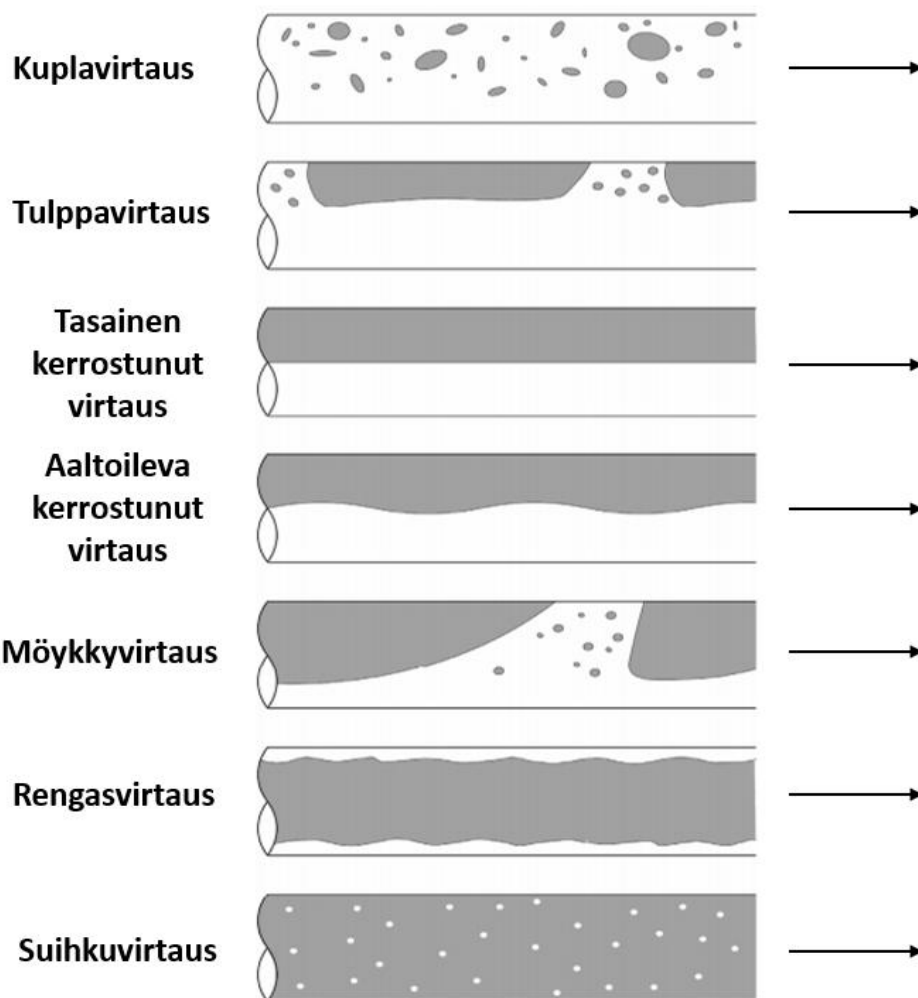 Kuplavirtaus
Tulppavirtaus
Tasainen
kerrostunut
virtaus
Aaltoileva
kerrostunut
virtaus
Möykkyvirtaus
Rengasvirtaus
Suihkuvirtaus